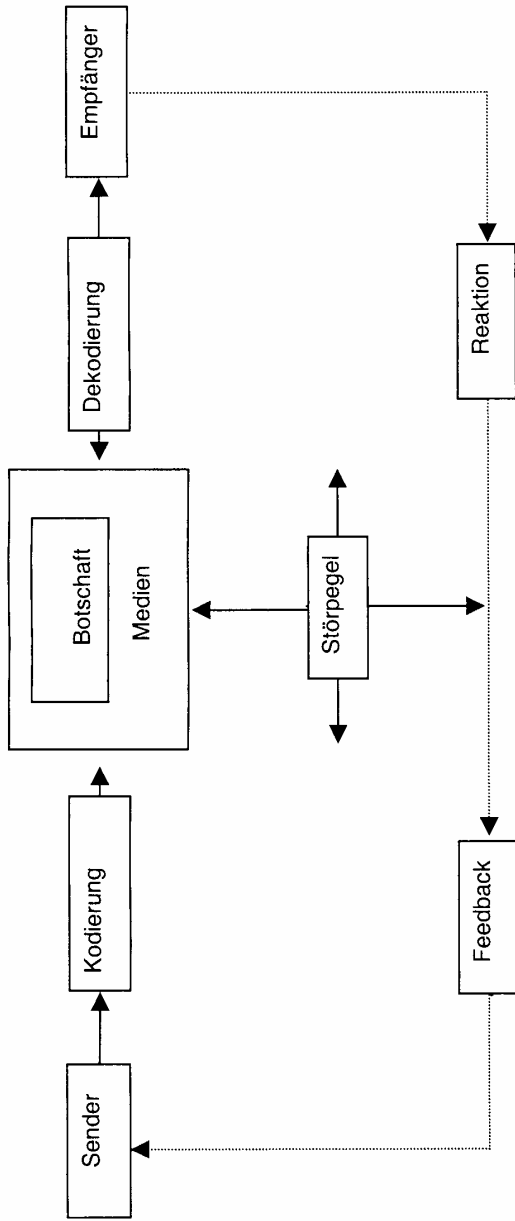 Sender
Kodierung
Botschaft
Medien
Dekodierung
Empfänger
Störpegel
Feedback
Reaktion